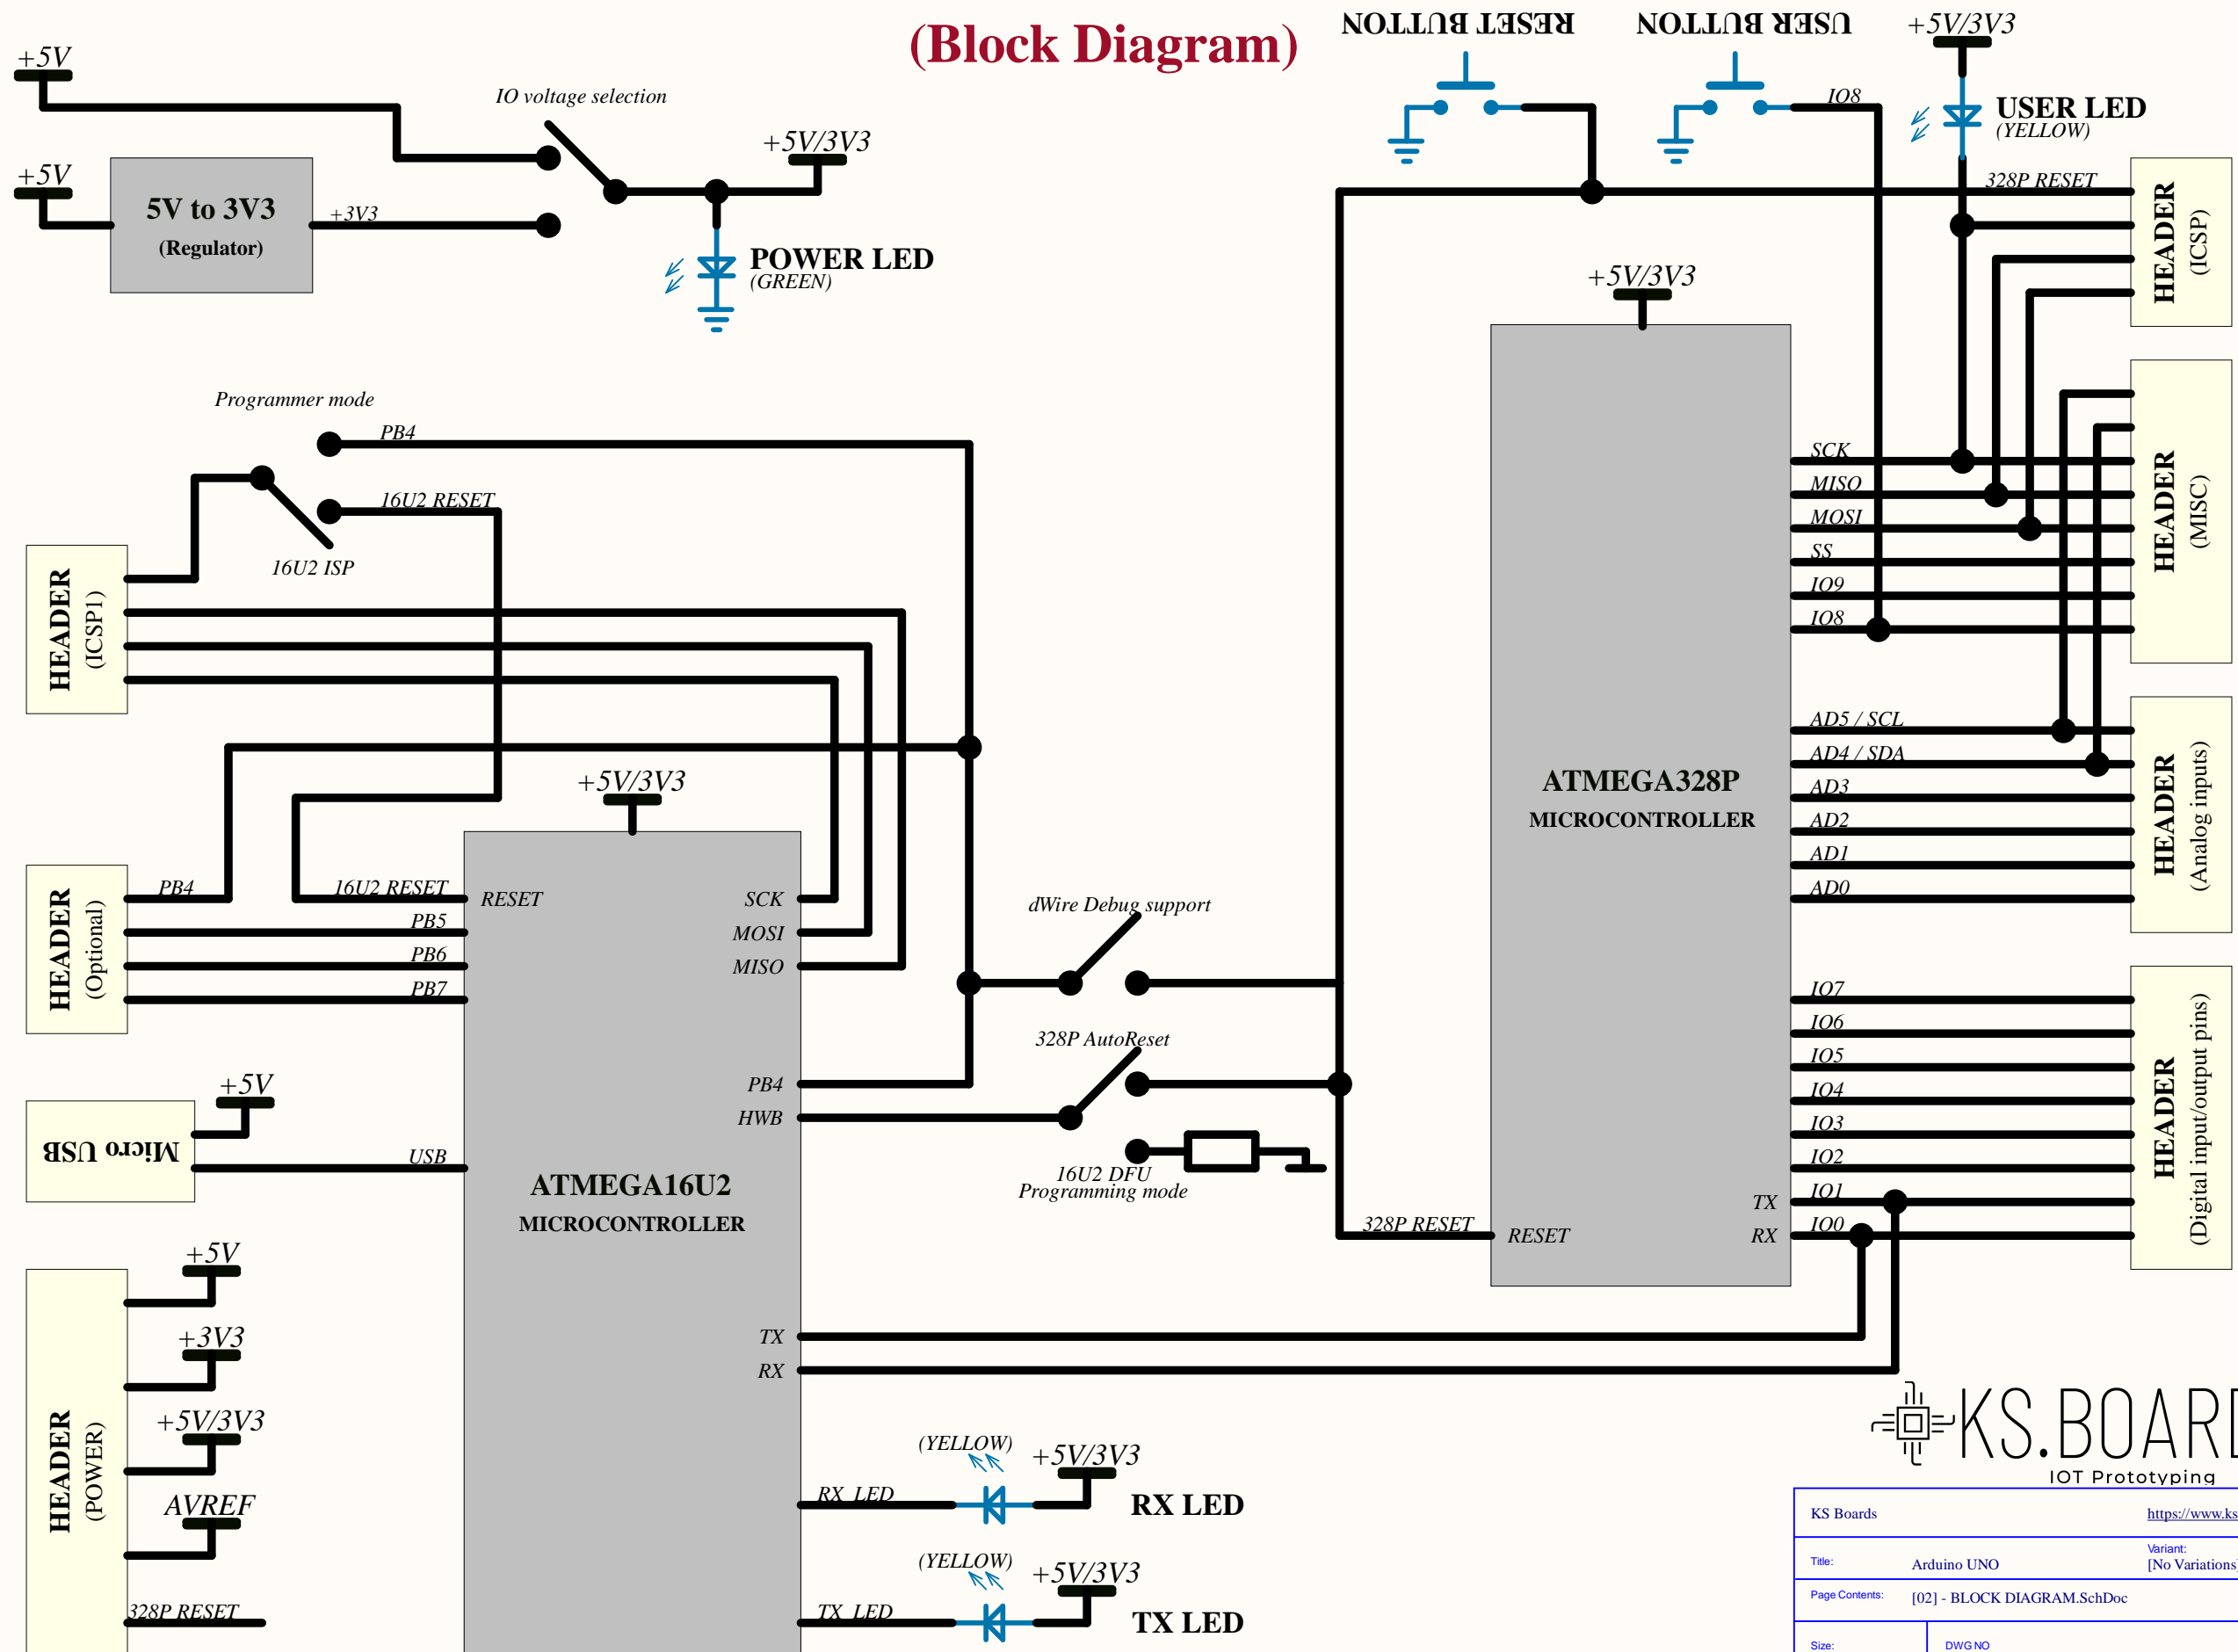 (Block Diagram)
+5V
IO voltage selection
+5V/3V3
+5V
5V to 3V3
(Regulator)
+3V3
POWER LED
(GREEN)
RESET BUTTON
USER BUTTON
IO8
+5V/3V3
USER LED
(YELLOW)
328P RESET
HEADER
(ICSP)
Programmer mode
PB4
16U2 RESET
16U2 ISP
HEADER
(ICSP1)
+5V/3V3
ATMEGA328P
MICROCONTROLLER
SCK
MISO
MOSI
SS
IO9
IO8
HEADER
(MISC)
AD5 / SCL
AD4 / SDA
AD3
AD2
AD1
AD0
HEADER
(Analog inputs)
IO7
IO6
IO5
IO4
IO3
IO2
TX IO1
RX IO0
HEADER
(Digital input/output pins)
328P RESET RESET
HEADER
(Optional)
PB4
16U2 RESET
PB5
PB6
PB7
+5V/3V3
RESET
SCK
MOSI
MISO
PB4
HWB
ATMEGA16U2
MICROCONTROLLER
TX
RX
dWire Debug support
328P AutoReset
16U2 DFU
Programming mode
Micro USB
+5V
USB
HEADER
(POWER)
+5V
+3V3
+5V/3V3
AVREF
328P RESET
RX LED
(YELLOW)
+5V/3V3
RX LED
TX LED
(YELLOW)
+5V/3V3
TX LED
KS.BOARD
IOT Prototyping
KS Boards https://www.ks
Title: Arduino UNO
Variant:
[No Variations]
Page Contents: [02] - BLOCK DIAGRAM.SchDoc
Size: DWG NO